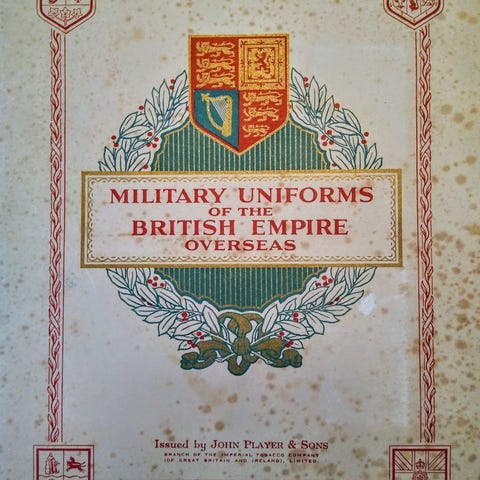 MILITARY UNIFORMS
OF THE
BRITISH EMPIRE
OVERSEAS
Issued by JOHN PLAYER & SONS
BRANCH OF THE IMPERIAL TOBACCO COMPANY
(OF GREAT BRITAIN AND IRELAND), LIMITED.